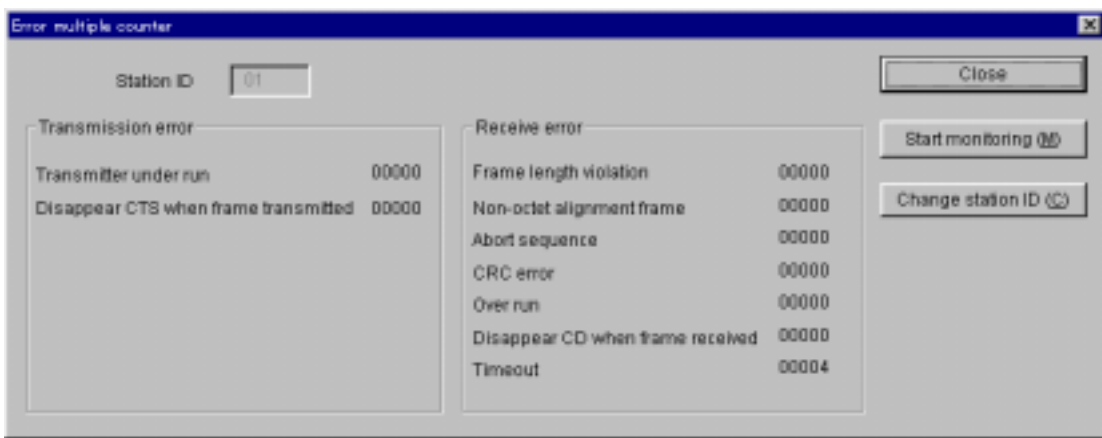 Error multiple counter
Station ID 01
Close
Transmission error
Transmitter under run 00000
Disappear CTS when frame transmitted 00000
Receive error
Frame length violation 00000
Non-octet alignment frame 00000
Abort sequence 00000
CRC error 00000
Over run 00000
Disappear CD when frame received 00000
Timeout 00004
Start monitoring (M)
Change station ID (C)